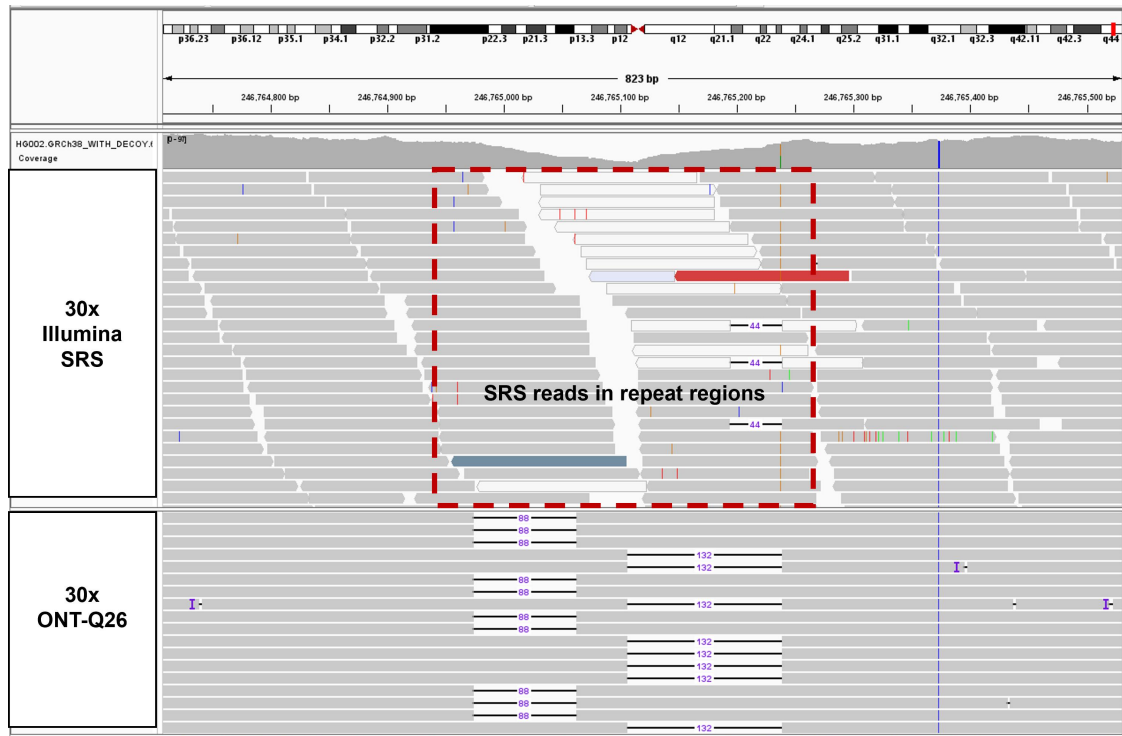 p36.23 p36.12 p35.1 p34.1 p32.2 p31.2 p22.3 p21.3 p13.3 p12 q12 q21.1 q22 q24.1 q25.2 q31.1 q32.1 q32.3 q42.11 q42.3 q44
823 bp
246,764,800 bp 246,764,900 bp 246,765,000 bp 246,765,100 bp 246,765,200 bp 246,765,300 bp 246,765,400 bp 246,765,500 bp
HG002.GRCh38_WITH_DECOY.
Coverage
[0 - 97]
30x
Illumina
SRS
44
44
SRS reads in repeat regions
44
30x
ONT-Q26
88
88
88
132
132
I
88
88
I
132
I
88
88
132
132
132
132
88
88
88
132